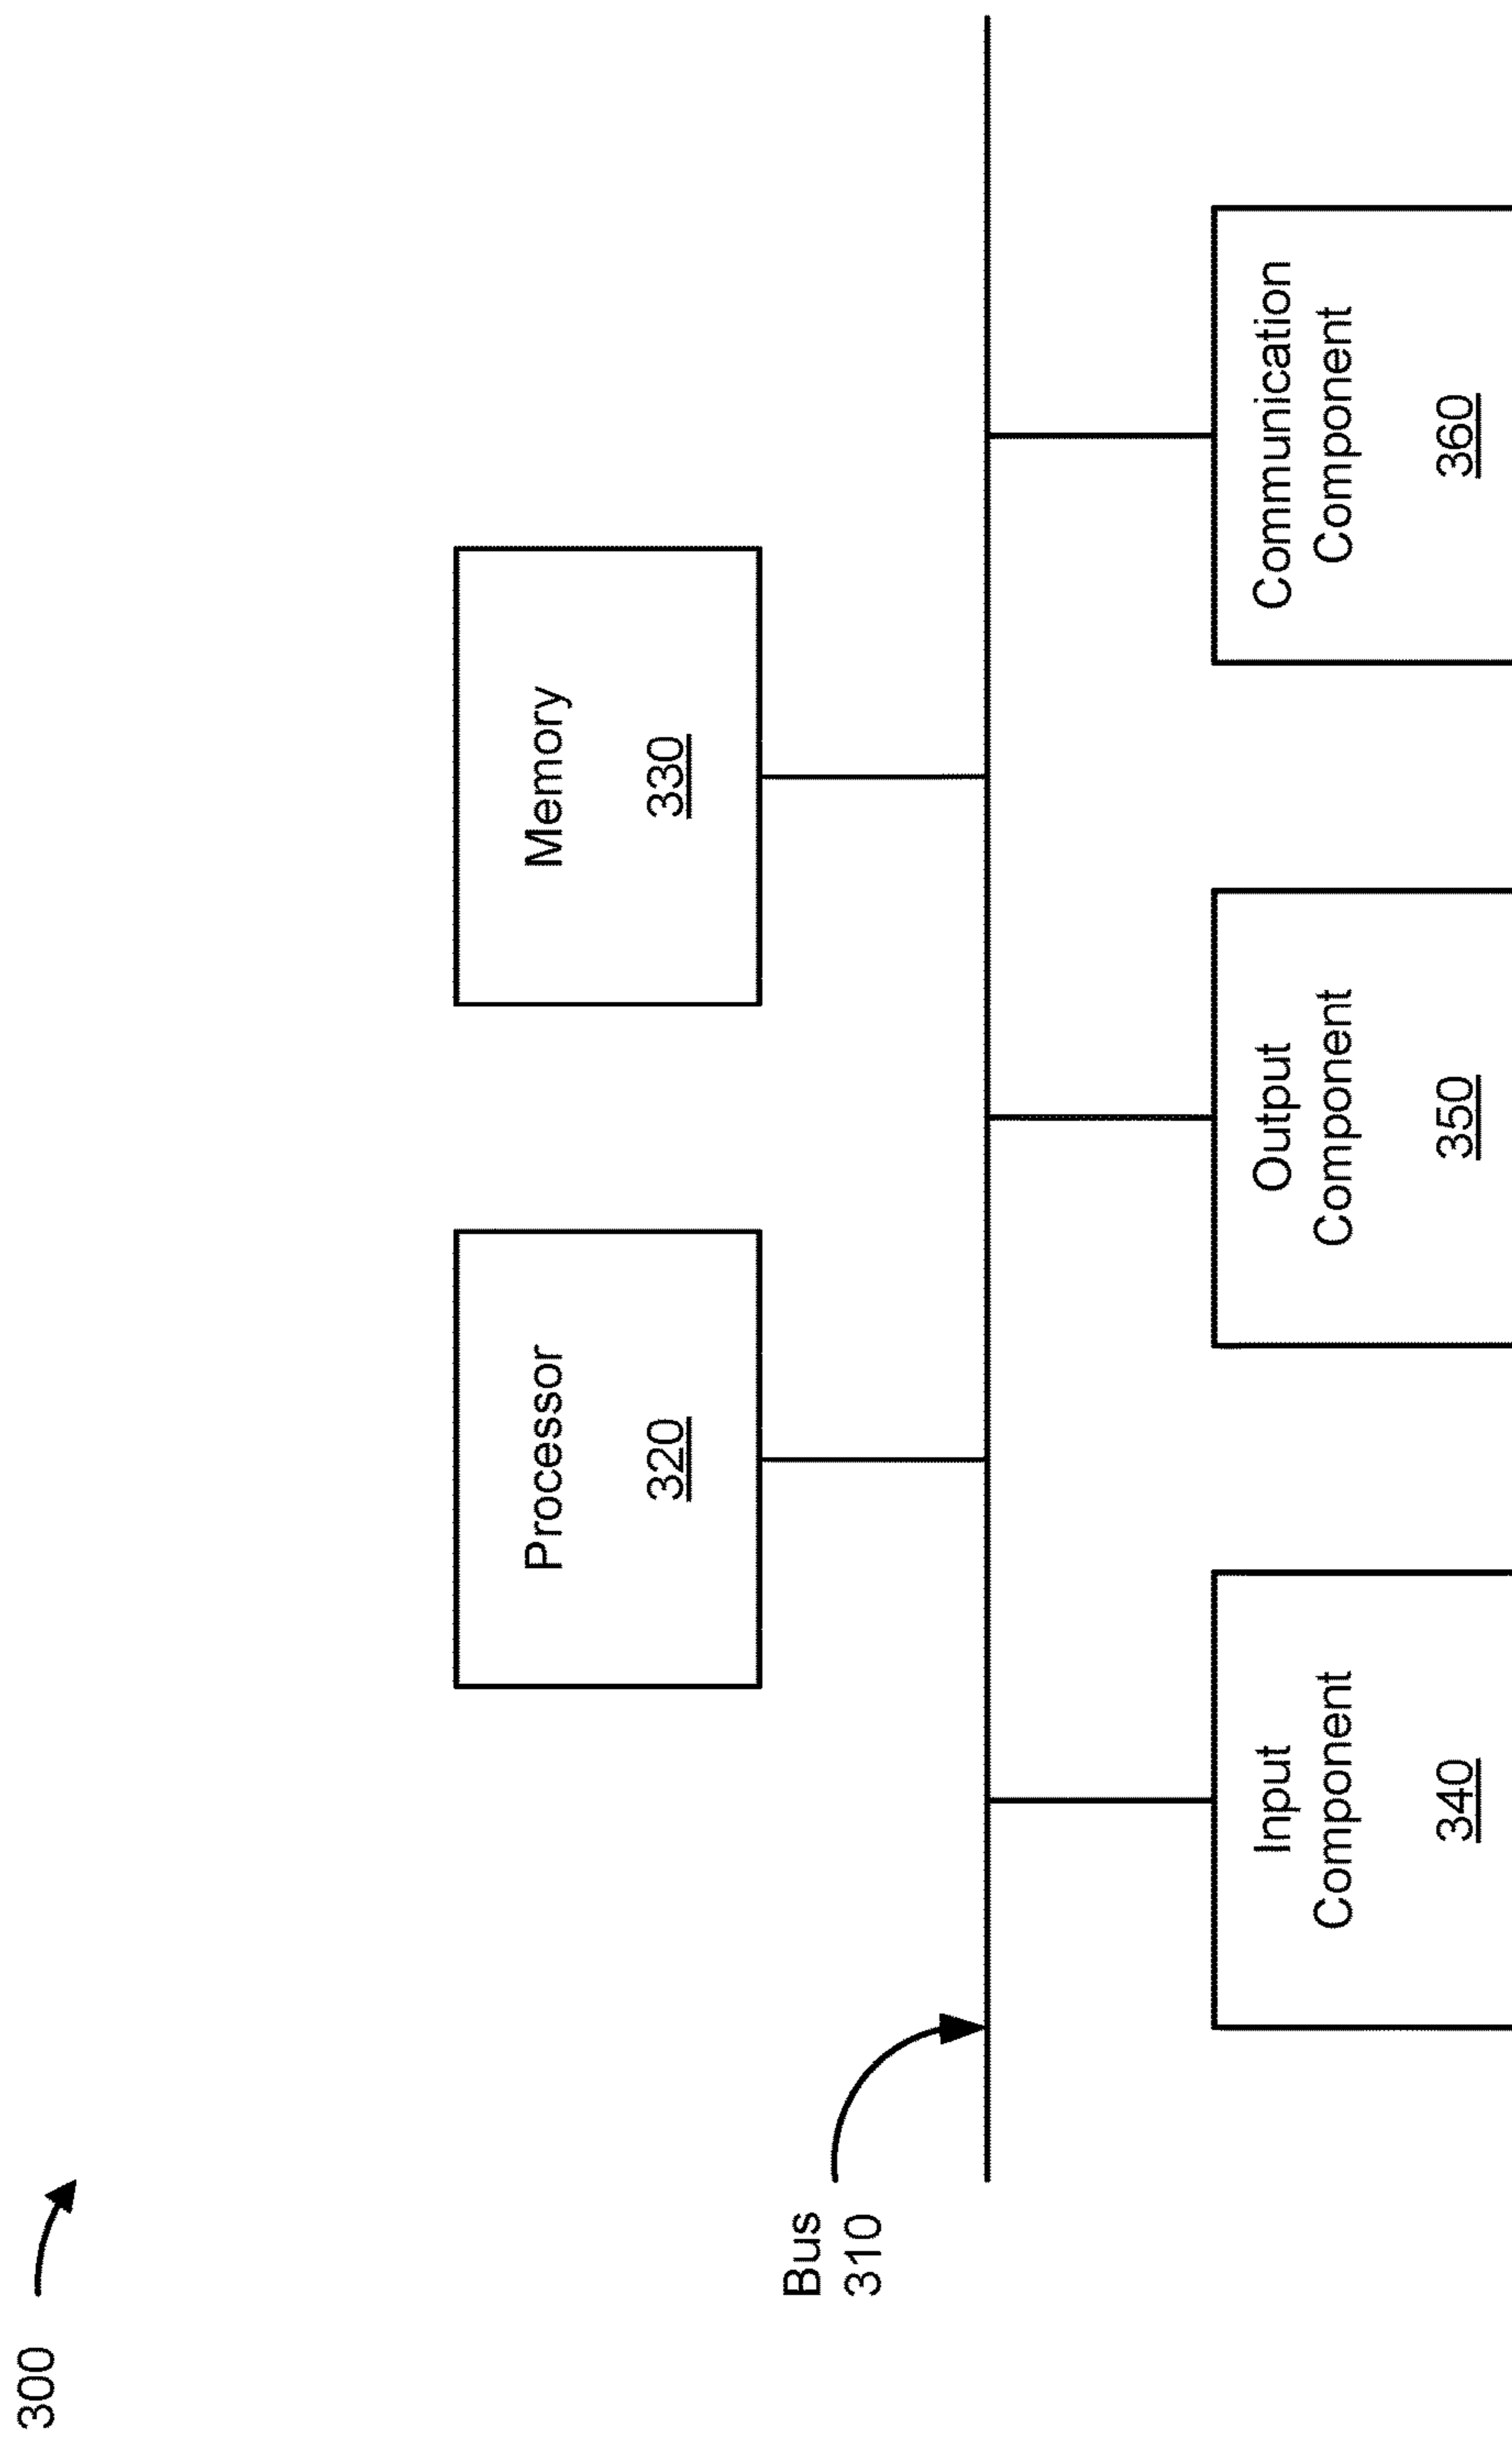 300
Processor
320
Memory
330
Bus
310
Input
Component
340
Output
Component
350
Communication
Component
360